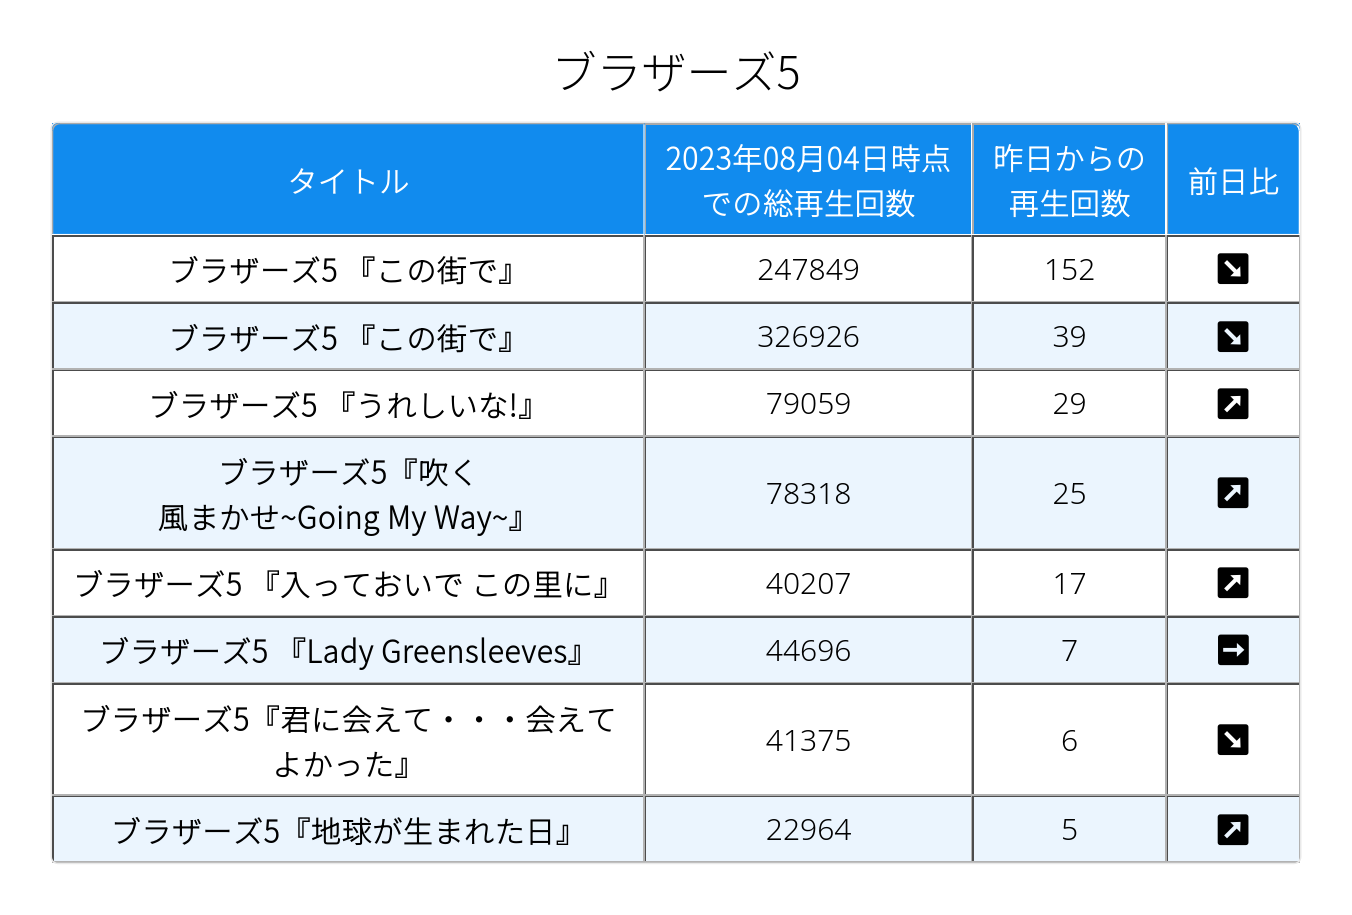 ブラザーズ5
タイトル
2023年08月04日時点
での総再生回数
昨日からの
再生回数
前日比
ブラザーズ5 『この街で』
247849
152
ブラザーズ5 『この街で』
326926
39
ブラザーズ5 『うれしいな!』
79059
29
ブラザーズ5『吹く
風まかせ~Going My Way~』
78318
25
ブラザーズ5 『入っておいで この里に』
40207
17
ブラザーズ5 『Lady Greensleeves』
44696
7
ブラザーズ5『君に会えて・・・会えて
よかった』
41375
6
ブラザーズ5『地球が生まれた日』
22964
5